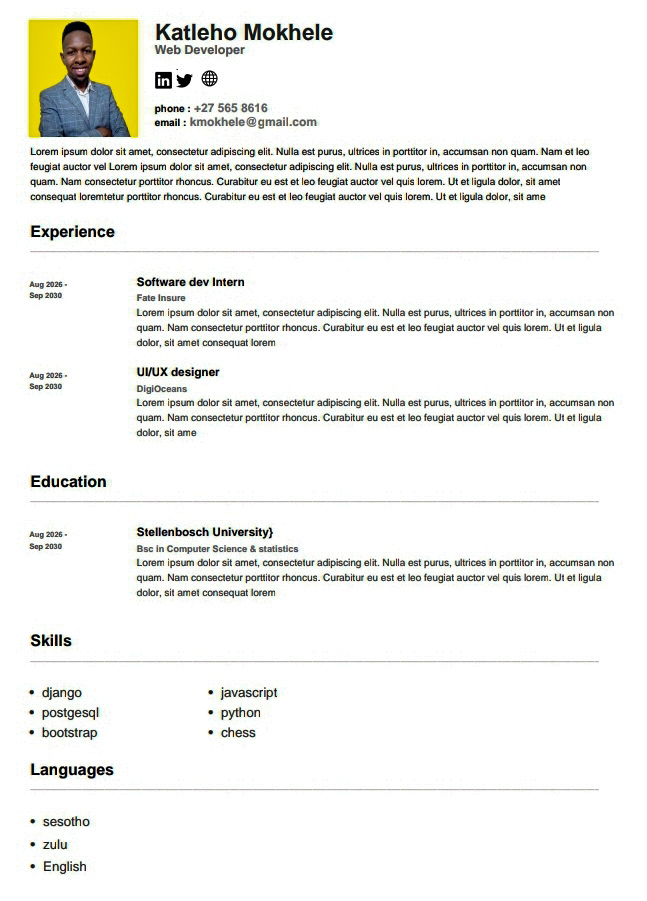 Katleho Mokhele
Web Developer
in
phone : +27 565 8616
email : kmokhele@gmail.com
Lorem ipsum dolor sit amet, consectetur adipiscing elit. Nulla est purus, ultrices in porttitor in, accumsan non quam. Nam et leo
feugiat auctor vel Lorem ipsum dolor sit amet, consectetur adipiscing elit. Nulla est purus, ultrices in porttitor in, accumsan non
quam. Nam consectetur porttitor rhoncus. Curabitur eu est et leo feugiat auctor vel quis lorem. Ut et ligula dolor, sit amet
consequat loremtetur porttitor rhoncus. Curabitur eu est et leo feugiat auctor vel quis lorem. Ut et ligula dolor, sit ame
Experience
Aug 2026 -
Sep 2030
Software dev Intern
Fate Insure
Lorem ipsum dolor sit amet, consectetur adipiscing elit. Nulla est purus, ultrices in porttitor in, accumsan non
quam. Nam consectetur porttitor rhoncus. Curabitur eu est et leo feugiat auctor vel quis lorem. Ut et ligula
dolor, sit amet consequat lorem
Aug 2026 -
Sep 2030
UI/UX designer
DigiOceans
Lorem ipsum dolor sit amet, consectetur adipiscing elit. Nulla est purus, ultrices in porttitor in, accumsan non
quam. Nam consectetur porttitor rhoncus. Curabitur eu est et leo feugiat auctor vel quis lorem. Ut et ligula
dolor, sit ame
Education
Aug 2026 -
Sep 2030
Stellenbosch University}
Bsc in Computer Science & statistics
Lorem ipsum dolor sit amet, consectetur adipiscing elit. Nulla est purus, ultrices in porttitor in, accumsan non
quam. Nam consectetur porttitor rhoncus. Curabitur eu est et leo feugiat auctor vel quis lorem. Ut et ligula
dolor, sit amet consequat lorem
Skills
• django
• postgesql
• bootstrap
• javascript
• python
• chess
Languages
• sesotho
• zulu
• English